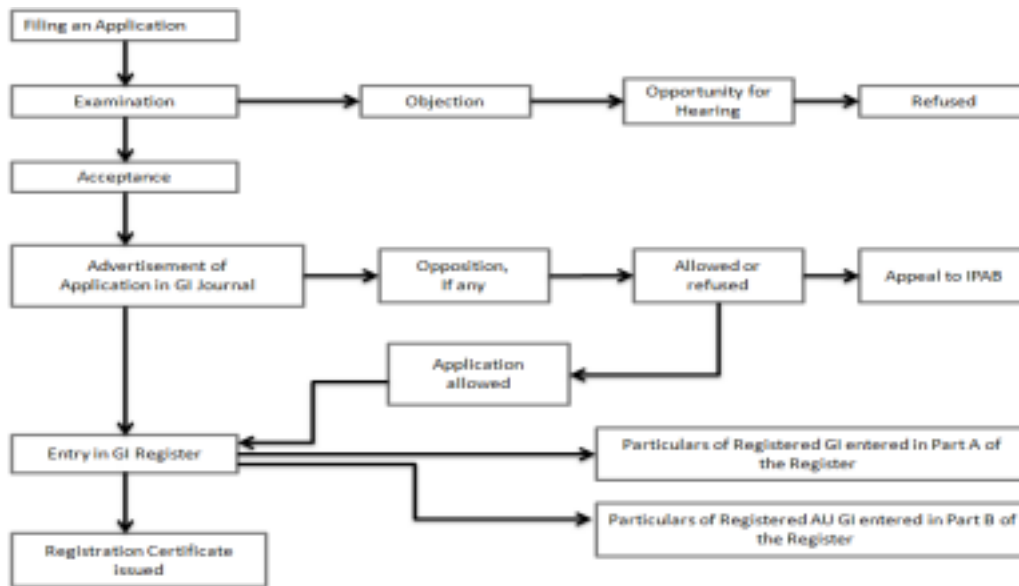 Filing an Application
Examination
Objection
Opportunity for
Hearing
Refused
Acceptance
Advertisement of
Application in GI Journal
Opposition,
If any
Allowed or
refused
Appeal to IPAB
Application
allowed
Entry in GI Register
Particulars of Registered GI entered in Part A of
the Register
Particulars of Registered AU GI entered in Part B of
the Register
Registration Certificate
issued